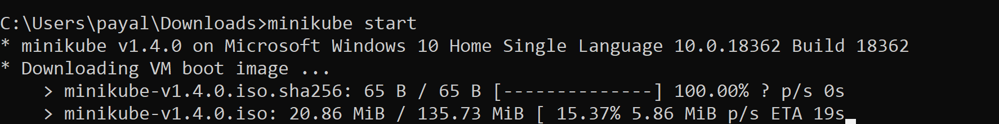 C:\Users\payal\Downloads>minikube start
* minikube v1.4.0 on Microsoft Windows 10 Home Single Language 10.0.18362 Build 18362
* Downloading VM boot image ...
    > minikube-v1.4.0.iso.sha256: 65 B / 65 B [--------------] 100.00% ? p/s 0s
    > minikube-v1.4.0.iso: 20.86 MiB / 135.73 MiB [ 15.37% 5.86 MiB p/s ETA 19s